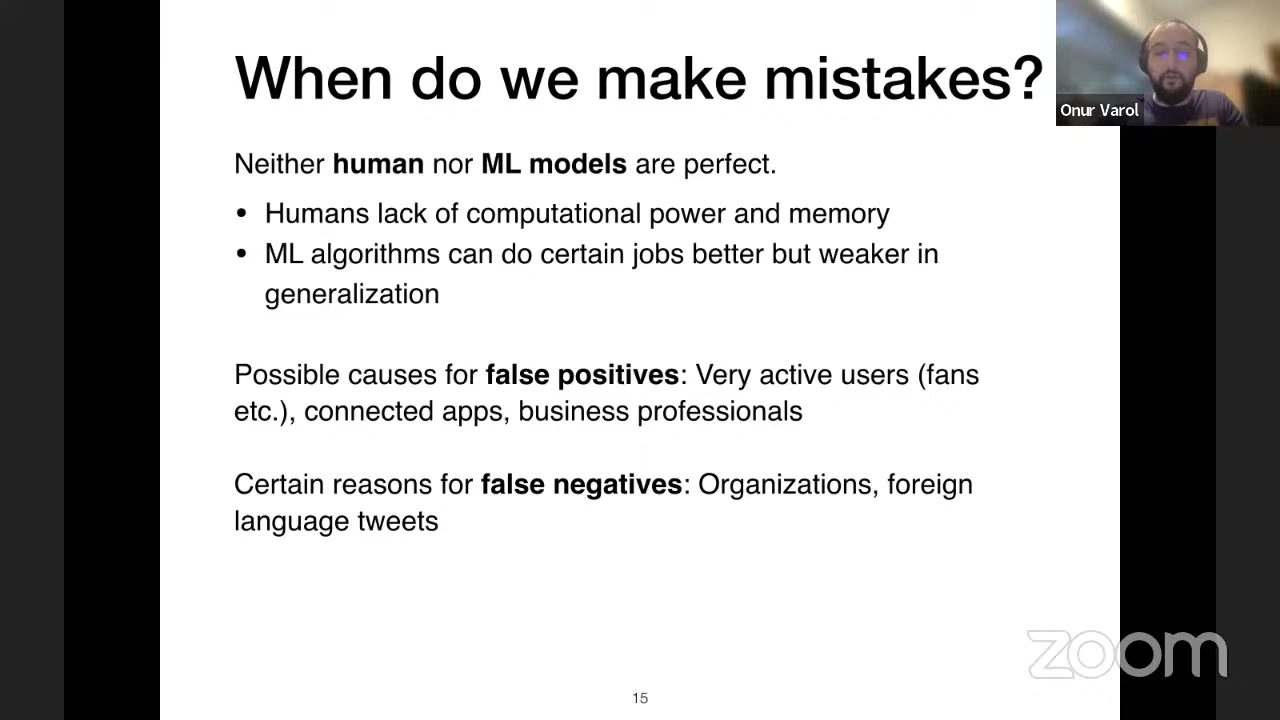 When do we make mistakes?
Onur Varol
Neither human nor ML models are perfect.
• Humans lack of computational power and memory
• ML algorithms can do certain jobs better but weaker in
generalization
Possible causes for false positives: Very active users (fans
etc.), connected apps, business professionals
Certain reasons for false negatives: Organizations, foreign
language tweets
zoom
15